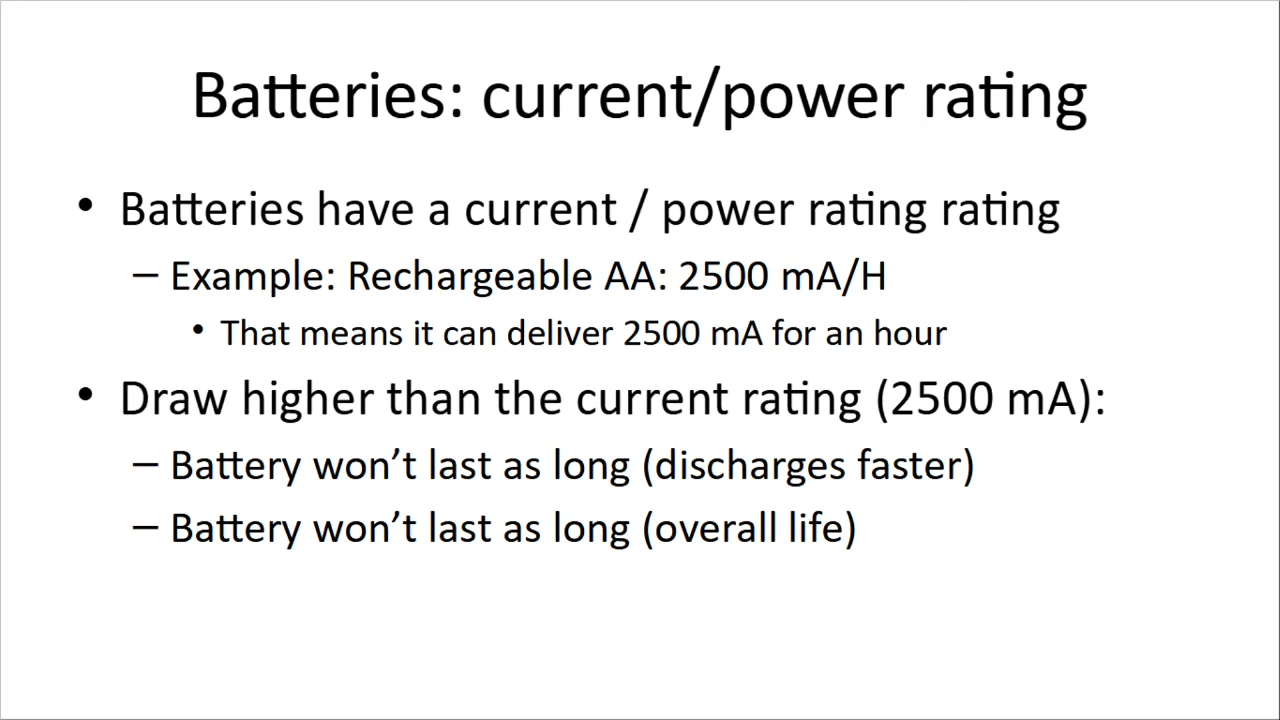 Batteries: current/power rating
• Batteries have a current / power rating rating
– Example: Rechargeable AA: 2500 mA/H
• That means it can deliver 2500 mA for an hour
• Draw higher than the current rating (2500 mA):
– Battery won’t last as long (discharges faster)
– Battery won’t last as long (overall life)